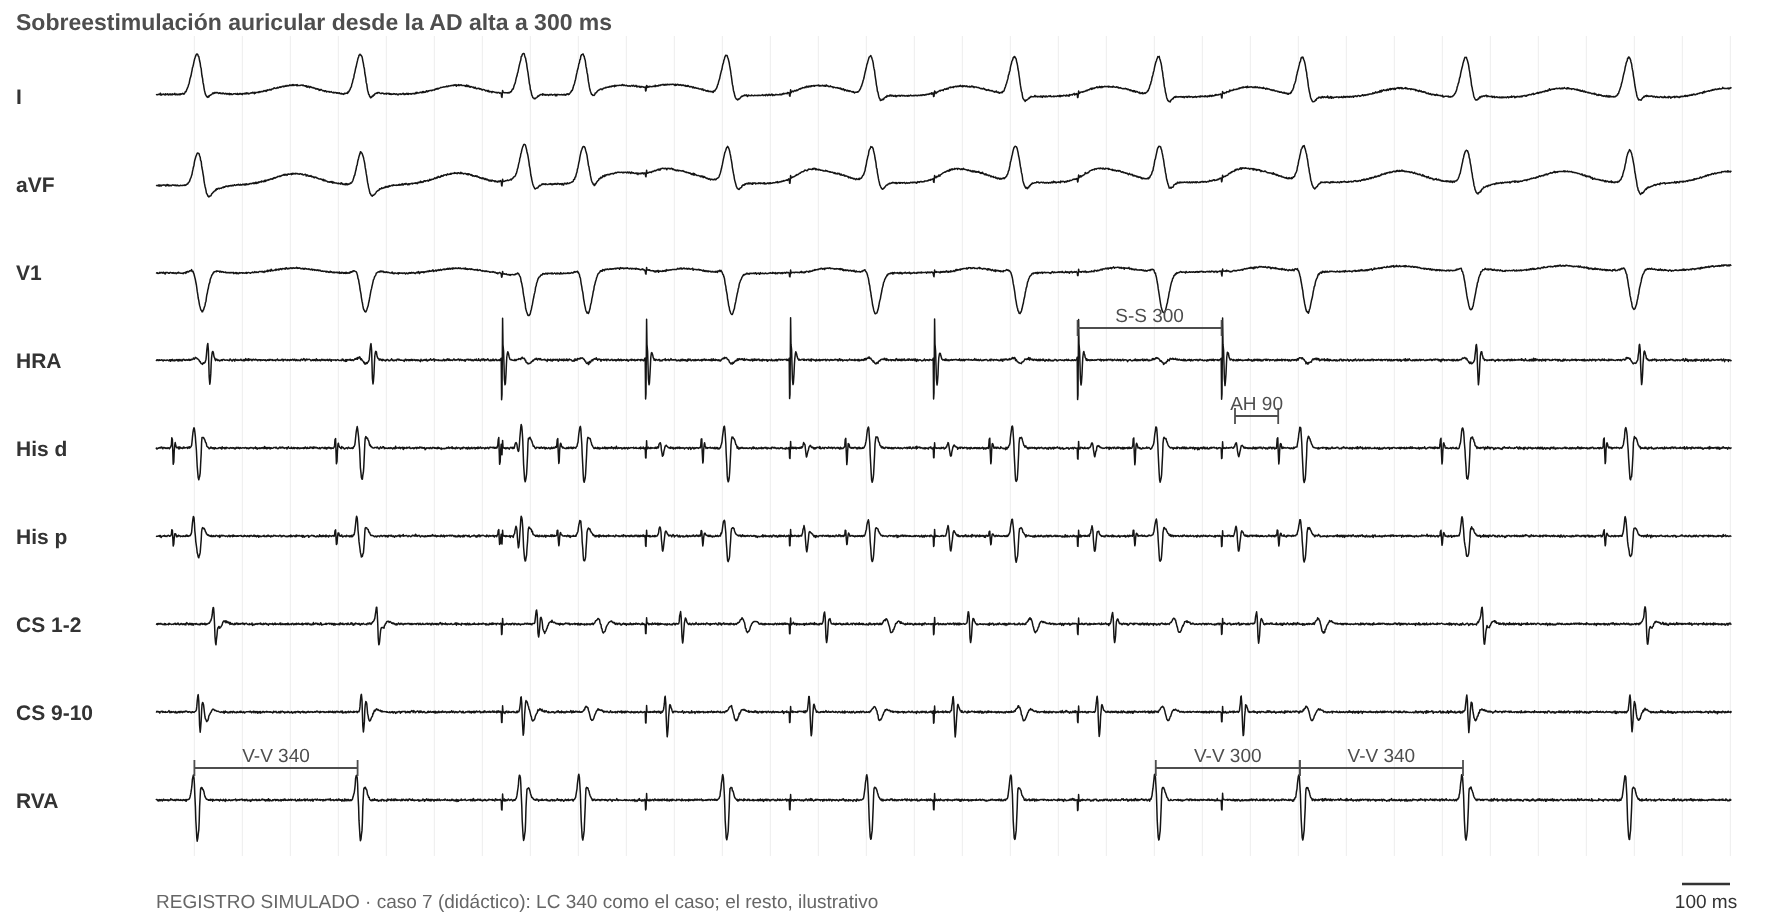 Sobreestimulación auricular desde la AD alta a 300 ms
I
aVF
V1
S-S 300
HRA
AH 90
His d
His p
CS 1-2
CS 9-10
V-V 340
V-V 300
V-V 340
RVA
REGISTRO SIMULADO · caso 7 (didáctico): LC 340 como el caso; el resto, ilustrativo
100 ms